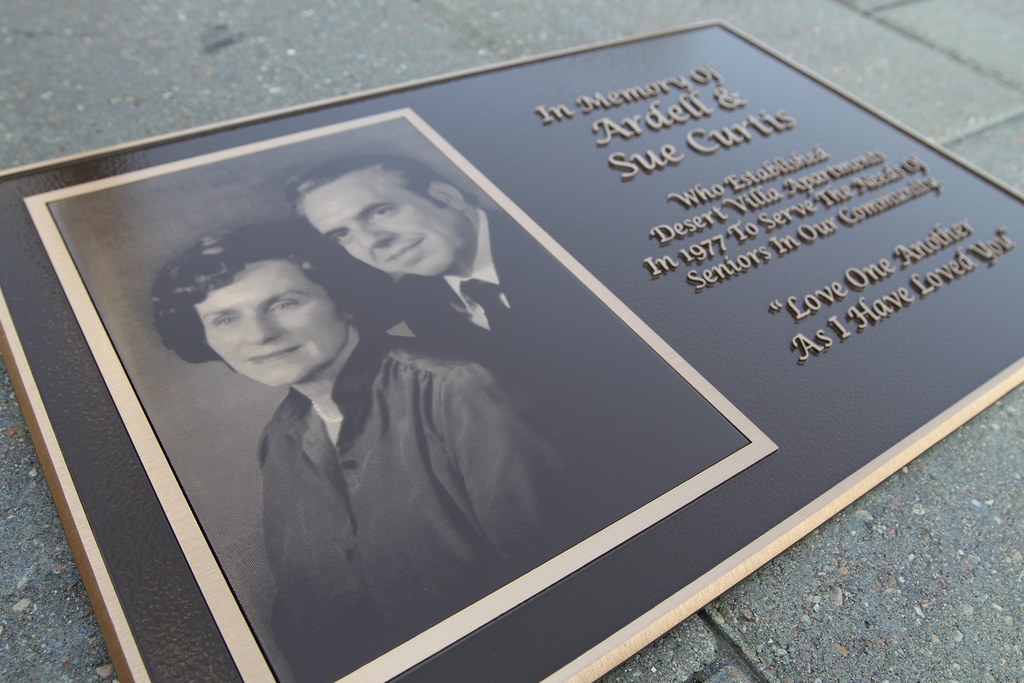 In Memory Of
Ardell &
Sue Curtis
Who Established
Desert Villa Apartments
In 1977 To Serve The Needs Of
Seniors In Our Community
“Love One Another
As I Have Loved You”